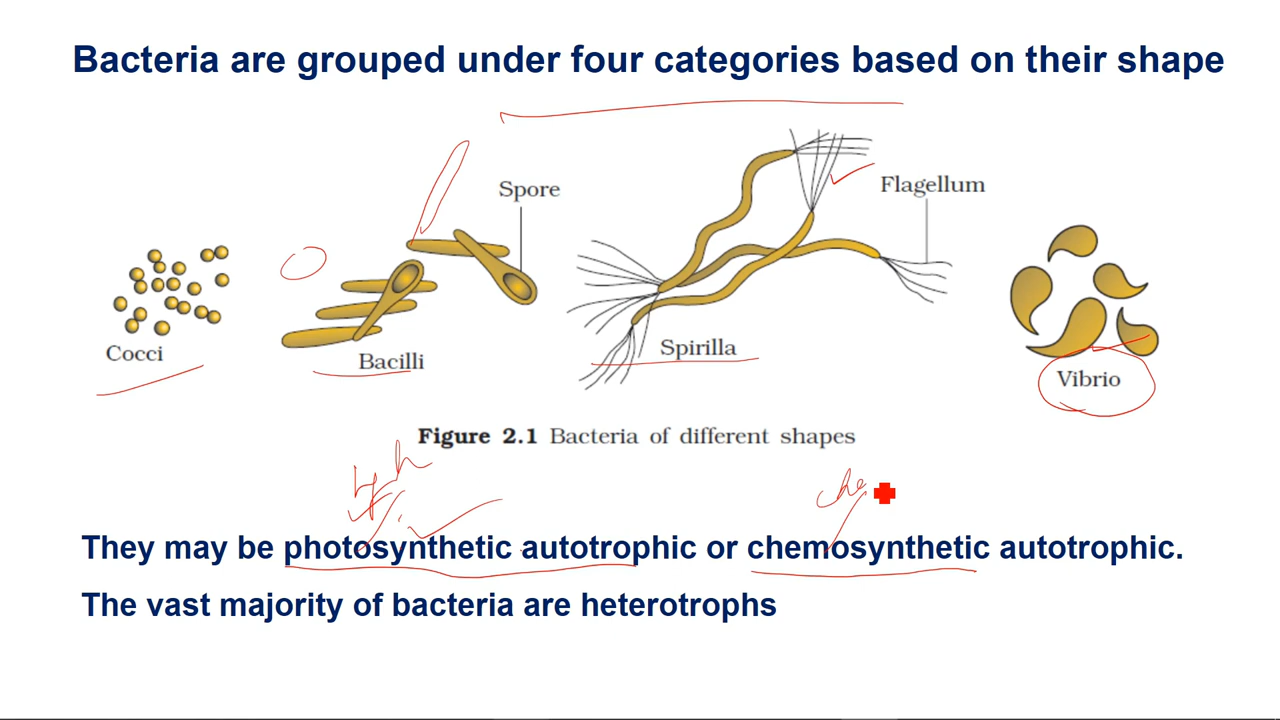 Bacteria are grouped under four categories based on their shape
Spore
Flagellum
Cocci
Bacilli
Spirilla
Vibrio
Figure 2.1 Bacteria of different shapes
che
They may be photosynthetic autotrophic or chemosynthetic autotrophic.
The vast majority of bacteria are heterotrophs